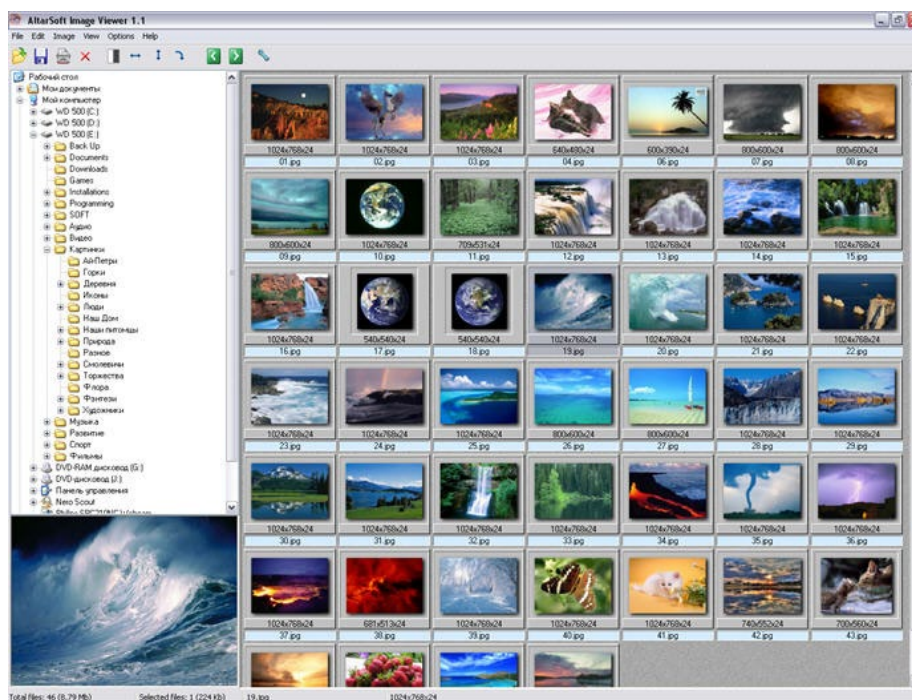 AltarSoft Image Viewer 1.1
File Edit Image View Options Help
Рабочий стол
Мои документы
Мой компьютер
WD 500 (C:)
WD 500 (D:)
WD 500 (E:)
Back Up
Documents
Downloads
Games
Installations
Programming
SOFT
Аудио
Видео
Картинки
Ай-Петри
Горки
Деревня
Иконы
Люди
Наш Дом
Наши питомцы
Природа
Разное
Смолевичи
Торжества
Флора
Фэнтези
Художники
Музыка
Развитие
Спорт
Фильмы
DVD-RAM дисковод (G:)
DVD-дисковод (J:)
Панель управления
Nero Scout
1024x768x24 1024x768x24 1024x768x24 640x480x24 600x390x24 800x600x24 800x600x24
01.jpg 02.jpg 03.jpg 04.jpg 06.jpg 07.jpg 08.jpg
800x600x24 1024x768x24 709x531x24 1024x768x24 1024x768x24 1024x768x24 1024x768x24
09.jpg 10.jpg 11.jpg 12.jpg 13.jpg 14.jpg 15.jpg
1024x768x24 540x540x24 540x540x24 1024x768x24 1024x768x24 1024x768x24 1024x768x24
16.jpg 17.jpg 18.jpg 19.jpg 20.jpg 21.jpg 22.jpg
1024x768x24 1024x768x24 1024x768x24 800x600x24 800x600x24 1024x768x24 1024x768x24
23.jpg 24.jpg 25.jpg 26.jpg 27.jpg 28.jpg 29.jpg
1024x768x24 1024x768x24 1024x768x24 1024x768x24 1024x768x24 1024x768x24 1024x768x24
30.jpg 31.jpg 32.jpg 33.jpg 34.jpg 35.jpg 36.jpg
1024x768x24 681x513x24 1024x768x24 1024x768x24 1024x768x24 740x552x24 700x560x24
37.jpg 38.jpg 39.jpg 40.jpg 41.jpg 42.jpg 43.jpg
Total files: 46 (8,79 Mb) Selected files: 1 (224 Kb) 19.jpg 1024x768x24